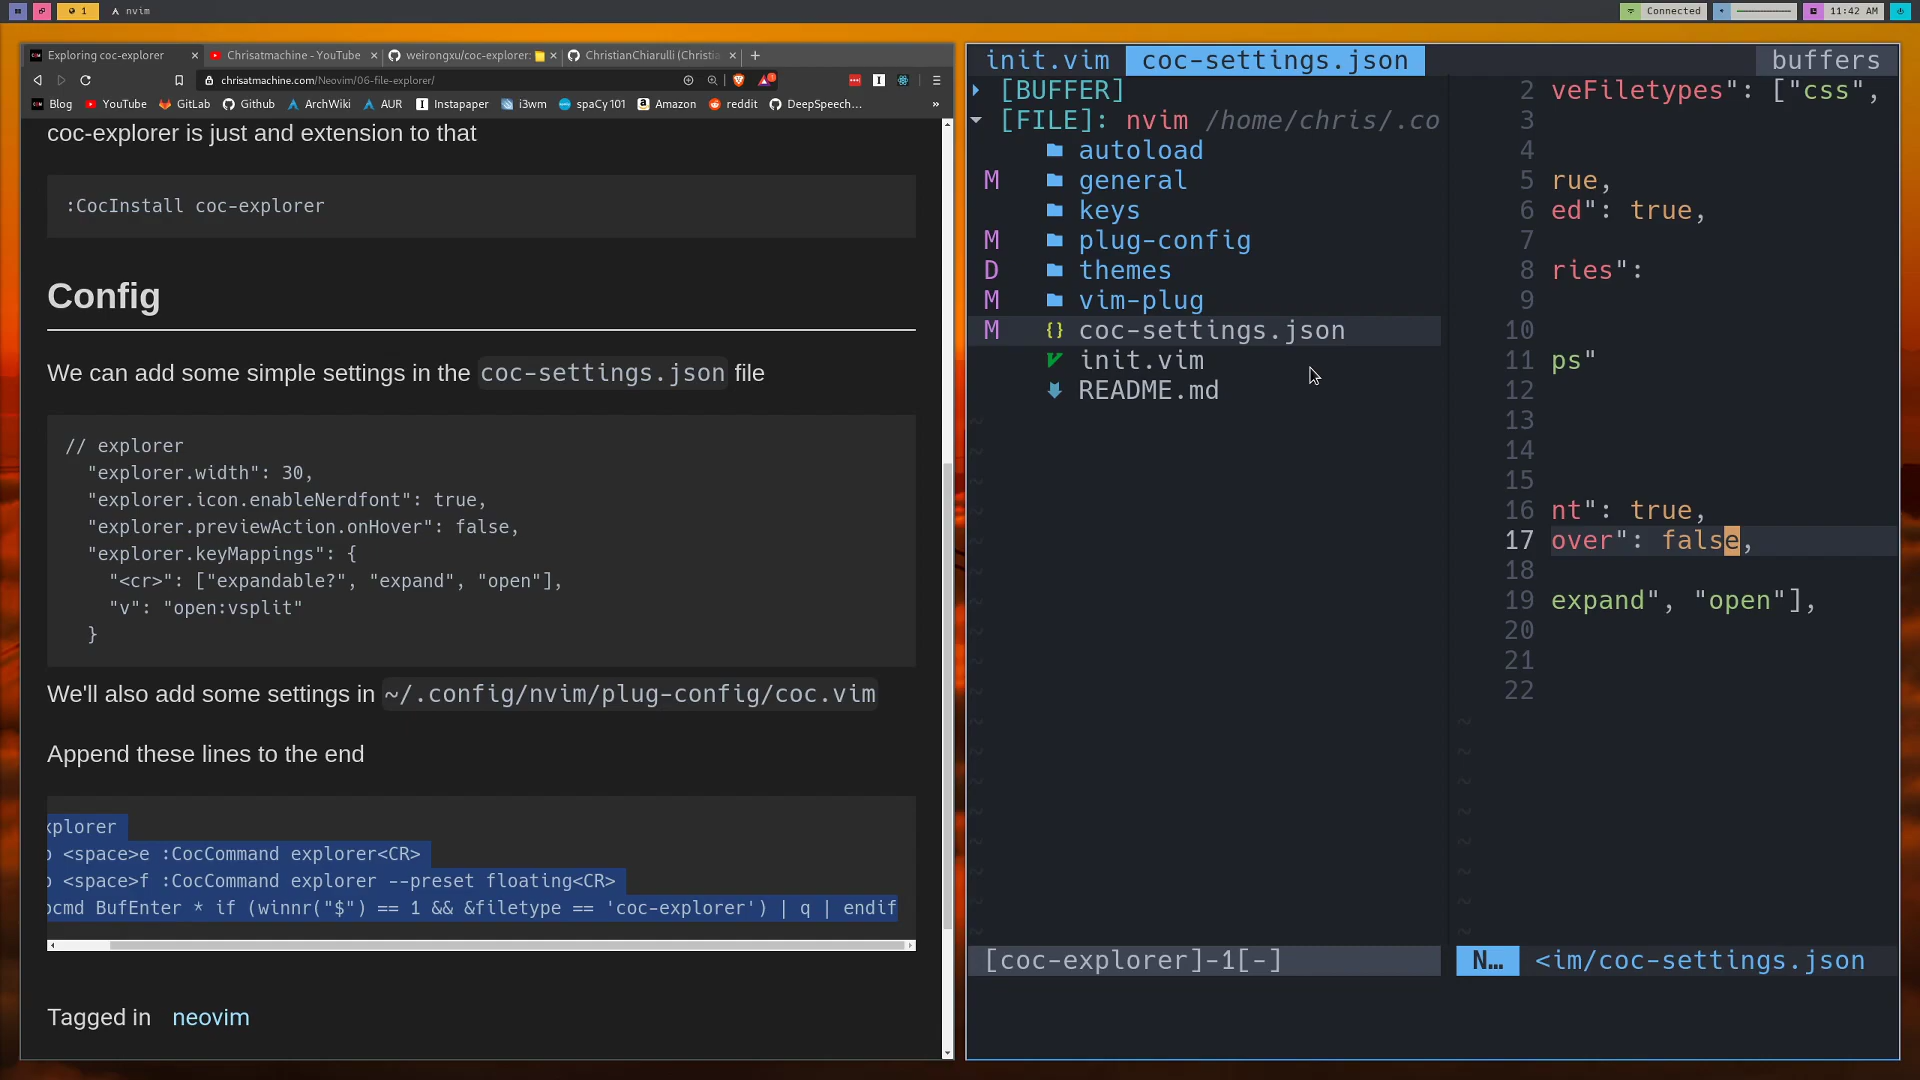 1
nvim
Connected
11:42 AM
Exploring coc-explorer
Chrisatmachine - YouTube
weirongxu/coc-explorer:
ChristianChiarulli (Christia
chrisatmachine.com/Neovim/06-file-explorer/
Blog
YouTube
GitLab
Github
ArchWiki
AUR
Instapaper
i3wm
spaCy101
Amazon
reddit
DeepSpeech...
»
coc-explorer is just and extension to that
:CocInstall coc-explorer
Config
We can add some simple settings in the coc-settings.json file
// explorer
"explorer.width": 30,
"explorer.icon.enableNerdfont": true,
"explorer.previewAction.onHover": false,
"explorer.keyMappings": {
"<cr>": ["expandable?", "expand", "open"],
"v": "open:vsplit"
}
We'll also add some settings in ~/.config/nvim/plug-config/coc.vim
Append these lines to the end
xplorer
p <space>e :CocCommand explorer<CR>
p <space>f :CocCommand explorer --preset floating<CR>
ocmd BufEnter * if (winnr("$") == 1 && &filetype == 'coc-explorer') | q | endif
Tagged in neovim
init.vim coc-settings.json buffers
[BUFFER]
[FILE]: nvim /home/chris/.co
autoload
M general
keys
M plug-config
D themes
M vim-plug
M {} coc-settings.json
init.vim
README.md
[coc-explorer]-1[-]
2 veFiletypes": ["css",
3
4
5 rue,
6 ed": true,
7
8 ries":
9
10
11 ps"
12
13
14
15
16 nt": true,
17 over": false,
18
19 expand", "open"],
20
21
22
N… <im/coc-settings.json